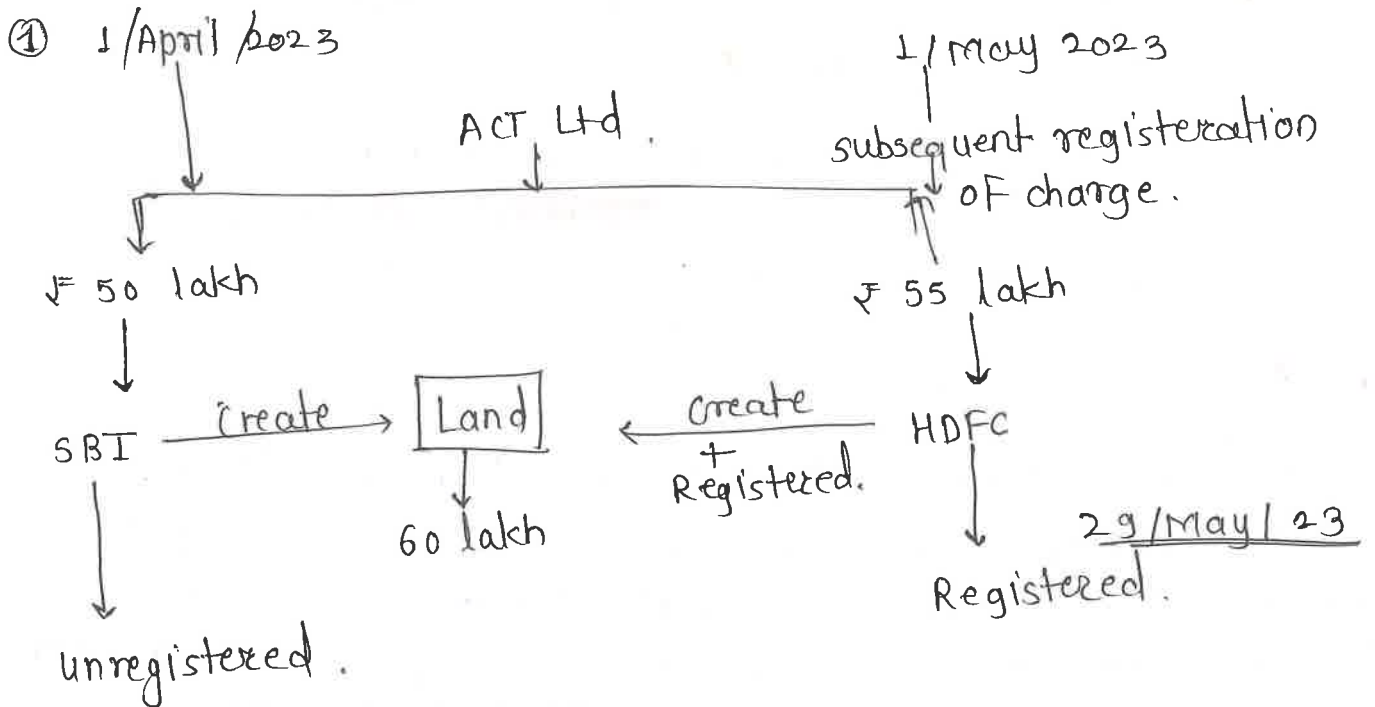 ① 1/April/2023
1/May 2023
ACT Ltd.
subsequent registeration
of charge.
₹ 50 lakh
₹ 55 lakh
SBI
create
Land
create
+
Registered.
HDFC
60 lakh
29/May/23
Registered.
unregistered.